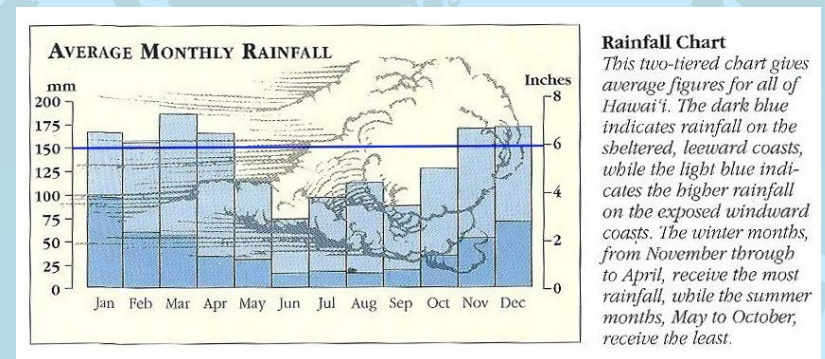 AVERAGE MONTHLY RAINFALL
mm
Inches
200
175
150
125
100
75
50
25
0
8
6
4
2
0
Jan Feb Mar Apr May Jun Jul Aug Sep Oct Nov Dec
Rainfall Chart
This two-tiered chart gives
average figures for all of
Hawai‘i. The dark blue
indicates rainfall on the
sheltered, leeward coasts,
while the light blue indi-
cates the higher rainfall
on the exposed windward
coasts. The winter months,
from November through
to April, receive the most
rainfall, while the summer
months, May to October,
receive the least.